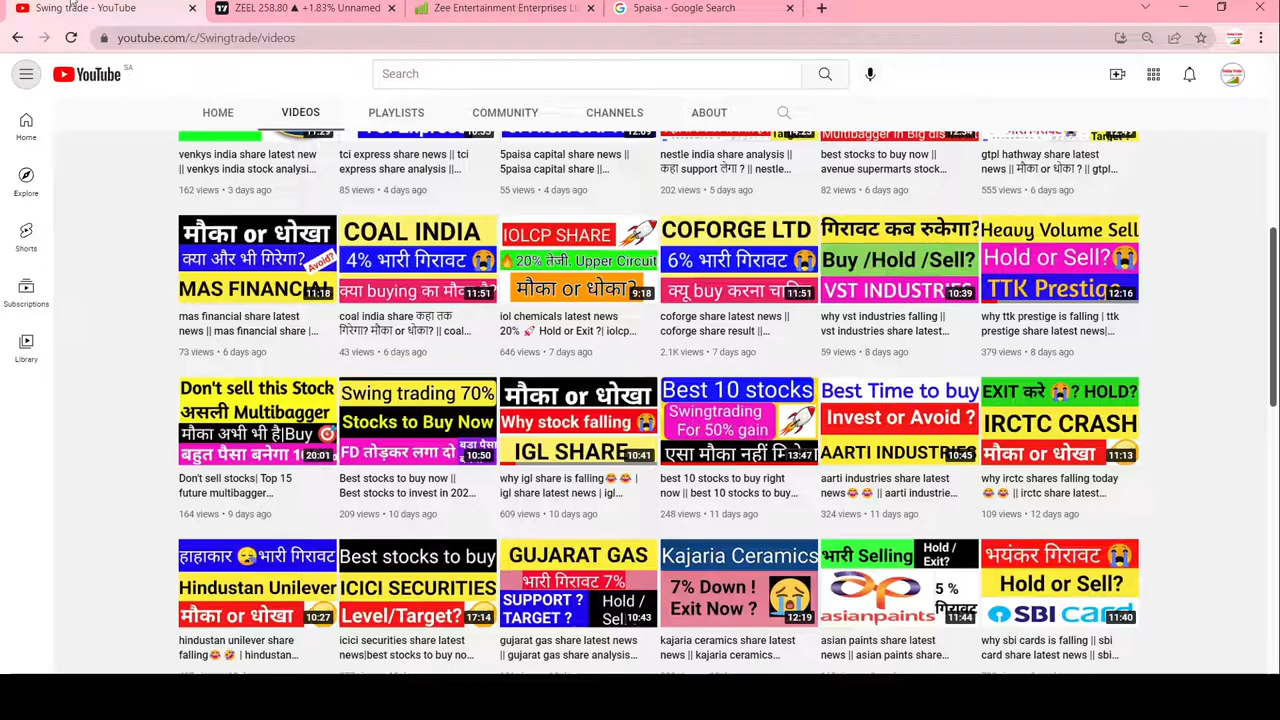 Swing trade - YouTube
ZEEL 258.80 ▲ +1.83% Unnamed
Zee Entertainment Enterprises Lt
5paisa - Google Search
youtube.com/c/Swingtrade/videos
YouTube SA
Search
HOME
VIDEOS
PLAYLISTS
COMMUNITY
CHANNELS
ABOUT
Home
Explore
Shorts
Subscriptions
Library
11:29
12:34
venkys india share latest new
|| venkys india stock analysi...
162 views • 3 days ago
tci express share news || tci
express share analysis ||...
85 views • 4 days ago
5paisa capital share news ||
5paisa capital share ||...
55 views • 4 days ago
nestle india share analysis ||
कहा support लेगा ? || nestle...
202 views • 5 days ago
best stocks to buy now ||
avenue supermarts stock...
82 views • 6 days ago
gtpl hathway share latest
news || मौका or धोका ? || gtpl...
555 views • 6 days ago
मौका or धोखा
क्या और भी गिरेगा?
Avoid?
MAS FINANCIAL
11:18
COAL INDIA
4% भारी गिरावट
क्या buying का मौका है?
11:51
IOLCP SHARE
20% तेजी. Upper Circuit
मौका or धोका?
9:18
COFORGE LTD
6% भारी गिरावट
क्यू buy करना चाहि
11:51
गिरावट कब रुकेगा?
Buy /Hold /Sell?
VST INDUSTRIES
10:39
Heavy Volume Sell
Hold or Sell?
TTK Prestige
12:16
mas financial share latest
news || mas financial share |...
73 views • 6 days ago
coal india share कहा तक
गिरेगा? मौका or धोका? || coal...
43 views • 6 days ago
iol chemicals latest news
20% 🚀 Hold or Exit ?| iolcp...
646 views • 7 days ago
coforge share latest news ||
coforge share result ||...
2.1K views • 7 days ago
why vst industries falling ||
vst industries share latest...
59 views • 8 days ago
why ttk prestige is falling | ttk
prestige share latest news|...
379 views • 8 days ago
Don't sell this Stock
असली Multibagger
मौका अभी भी है|Buy
बहुत पैसा बनेगा
20:01
Swing trading 70%
Stocks to Buy Now
FD तोड़कर लगा दो
10:50
मौका or धोखा
Why stock falling
IGL SHARE
10:41
Best 10 stocks
Swingtrading
For 50% gain
एसा मौका नहीं
13:47
Best Time to buy
Invest or Avoid ?
AARTI INDUSTRIES
10:45
EXIT करे 😭? HOLD?
IRCTC CRASH
मौका or धोखा
11:13
Don't sell stocks| Top 15
future multibagger...
164 views • 9 days ago
Best stocks to buy now ||
Best stocks to invest in 202...
209 views • 10 days ago
why igl share is falling😂😂 |
igl share latest news | igl...
609 views • 10 days ago
best 10 stocks to buy right
now || best 10 stocks to buy...
248 views • 11 days ago
aarti industries share latest
news😂😂 || aarti industrie...
324 views • 11 days ago
why irctc shares falling today
😂😂 || irctc share latest...
109 views • 12 days ago
हाहाकार 😪भारी गिरावट
Hindustan Unilever
मौका or धोखा
10:27
Best stocks to buy
ICICI SECURITIES
Level/Target?
17:14
GUJARAT GAS
भारी गिरावट 7%
SUPPORT ?
TARGET ?
Hold /
10:43
Kajaria Ceramics
7% Down !
Exit Now ?
12:19
भारी Selling
Hold /
Exit?
ap
asianpaints
5 %
गिरावट
11:44
भयंकर गिरावट
Hold or Sell?
SBI card
11:40
hindustan unilever share
falling😂🤣 | hindustan...
icici securities share latest
news|best stocks to buy no...
gujarat gas share latest news
|| gujarat gas share analysis...
kajaria ceramics share latest
news || kajaria ceramics...
asian paints share latest
news || asian paints share...
why sbi cards is falling || sbi
card share latest news || sbi...